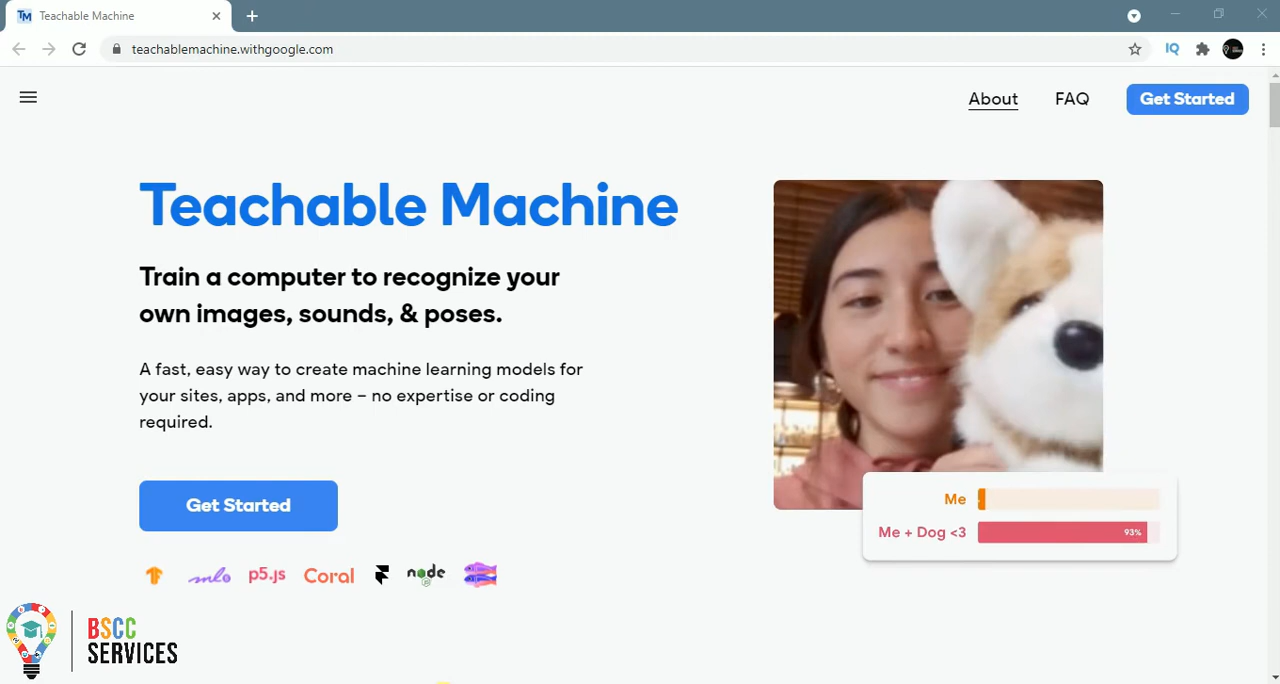 Teachable Machine
teachablemachine.withgoogle.com
IQ
About
FAQ
Get Started
Teachable Machine
Train a computer to recognize your
own images, sounds, & poses.
A fast, easy way to create machine learning models for
your sites, apps, and more – no expertise or coding
required.
Get Started
Me
Me + Dog <3
93%
ml5
p5.js
Coral
node
BSCC
SERVICES